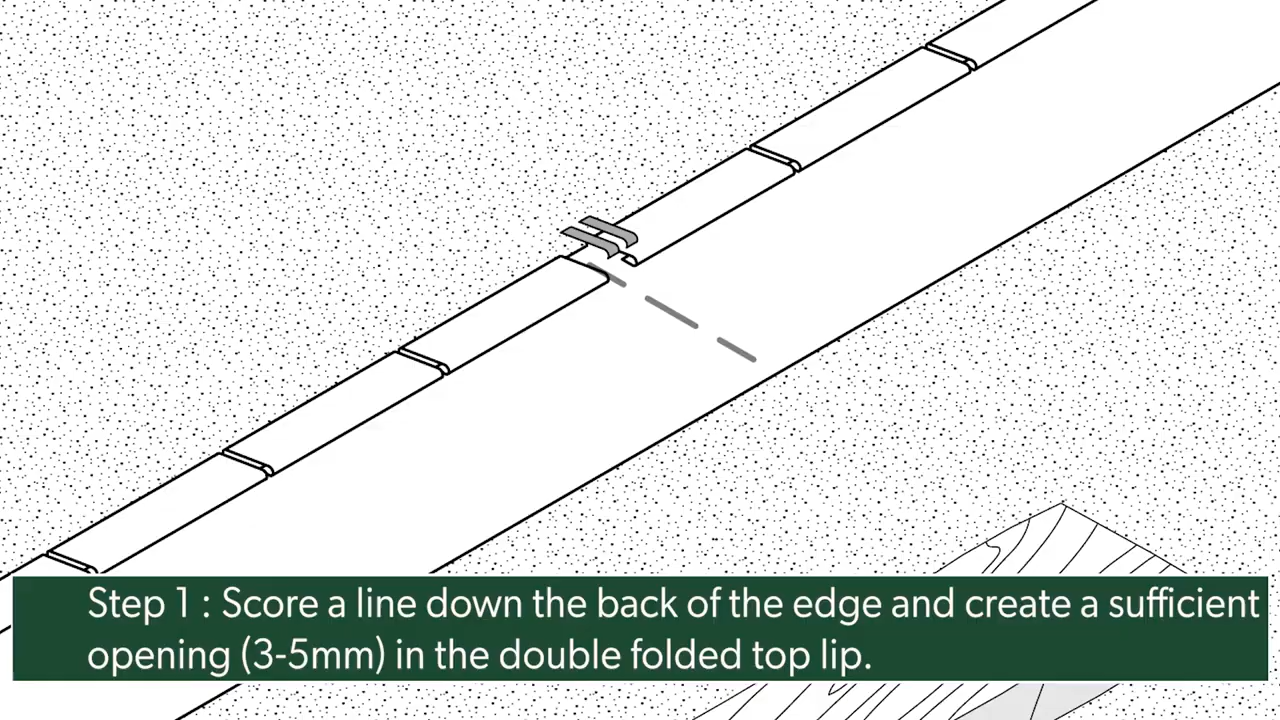 Step 1 : Score a line down the back of the edge and create a sufficient
opening (3-5mm) in the double folded top lip.